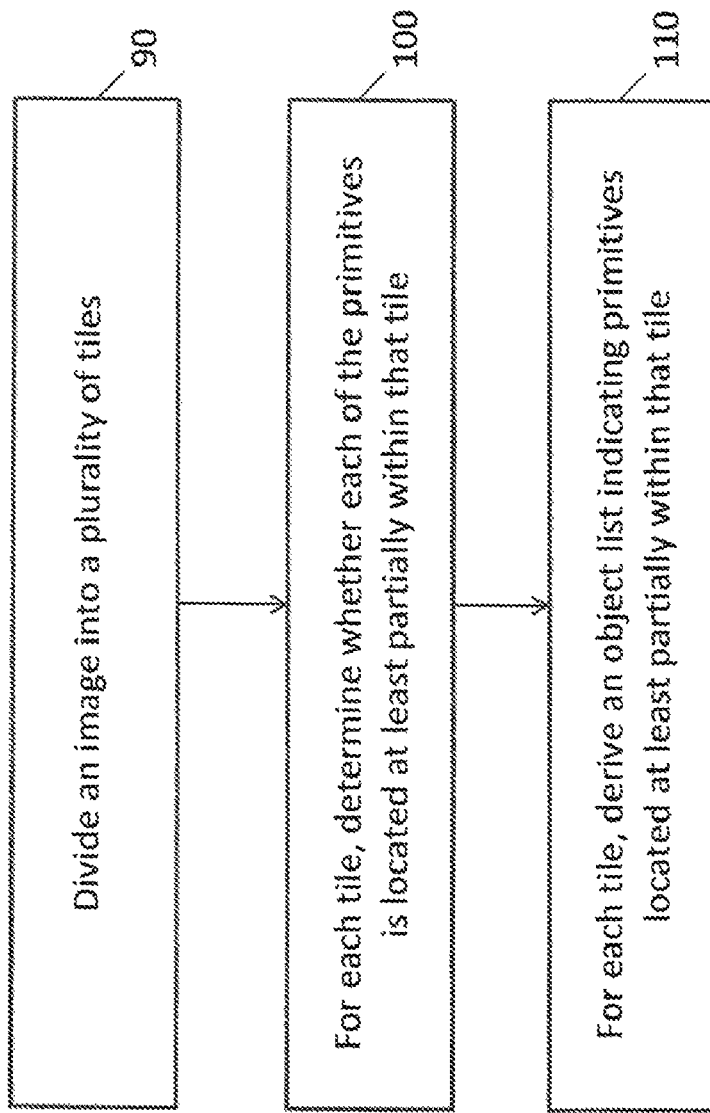 Divide an image into a plurality of tiles
90
For each tile, determine whether each of the primitives
is located at least partially within that tile
100
For each tile, derive an object list indicating primitives
located at least partially within that tile
110